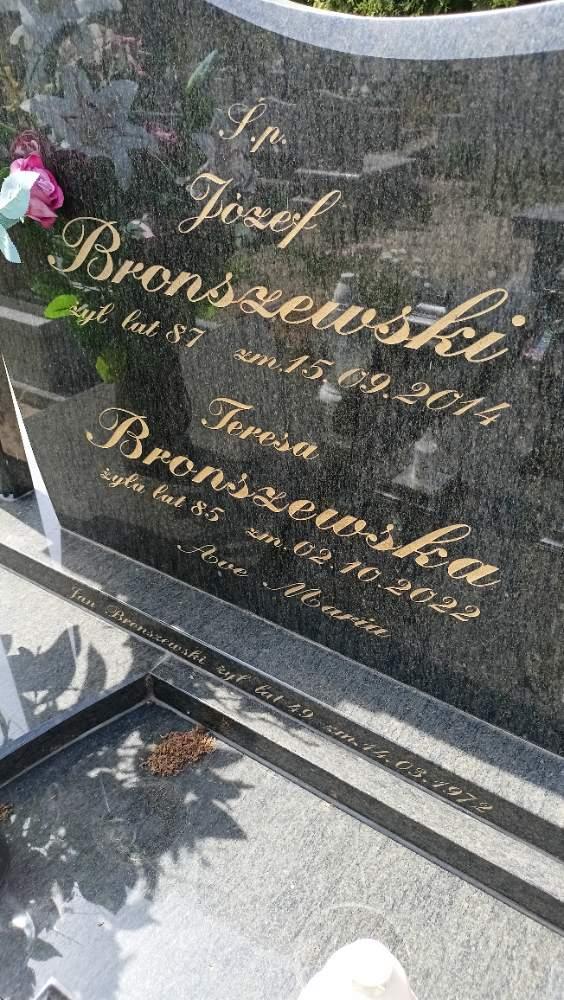 Ś.p.
Józef
Bronszewski
żył lat 87 zm.15.09.2014
Teresa
Bronszewska
żyła lat 85 zm. 02.10.2022
Ave Maria
Jan Bronszewski żył lat 49 zm.14.03.1972